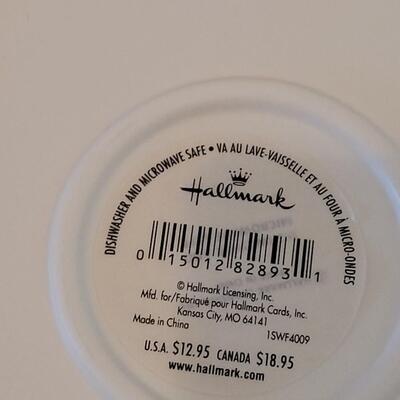 DISHWASHER AND MICROWAVE SAFE • VA AU LAVE-VAISSELLE ET AU FOUR À MICRO-ONDES
Hallmark
0 15012 82893 1
© Hallmark Licensing, Inc.
Mfd. for/Fabriqué pour Hallmark Cards, Inc.
Kansas City, MO 64141
Made in China 1SWF4009
U.S.A. $12.95 CANADA $18.95
www.hallmark.com